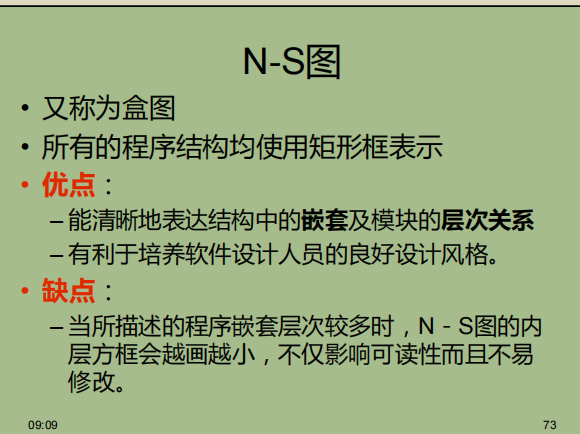 N-S图
• 又称为盒图
• 所有的程序结构均使用矩形框表示
• 优点：
– 能清晰地表达结构中的嵌套及模块的层次关系
– 有利于培养软件设计人员的良好设计风格。
• 缺点：
– 当所描述的程序嵌套层次较多时，N－S图的内
层方框会越画越小，不仅影响可读性而且不易
修改。
09:09
73